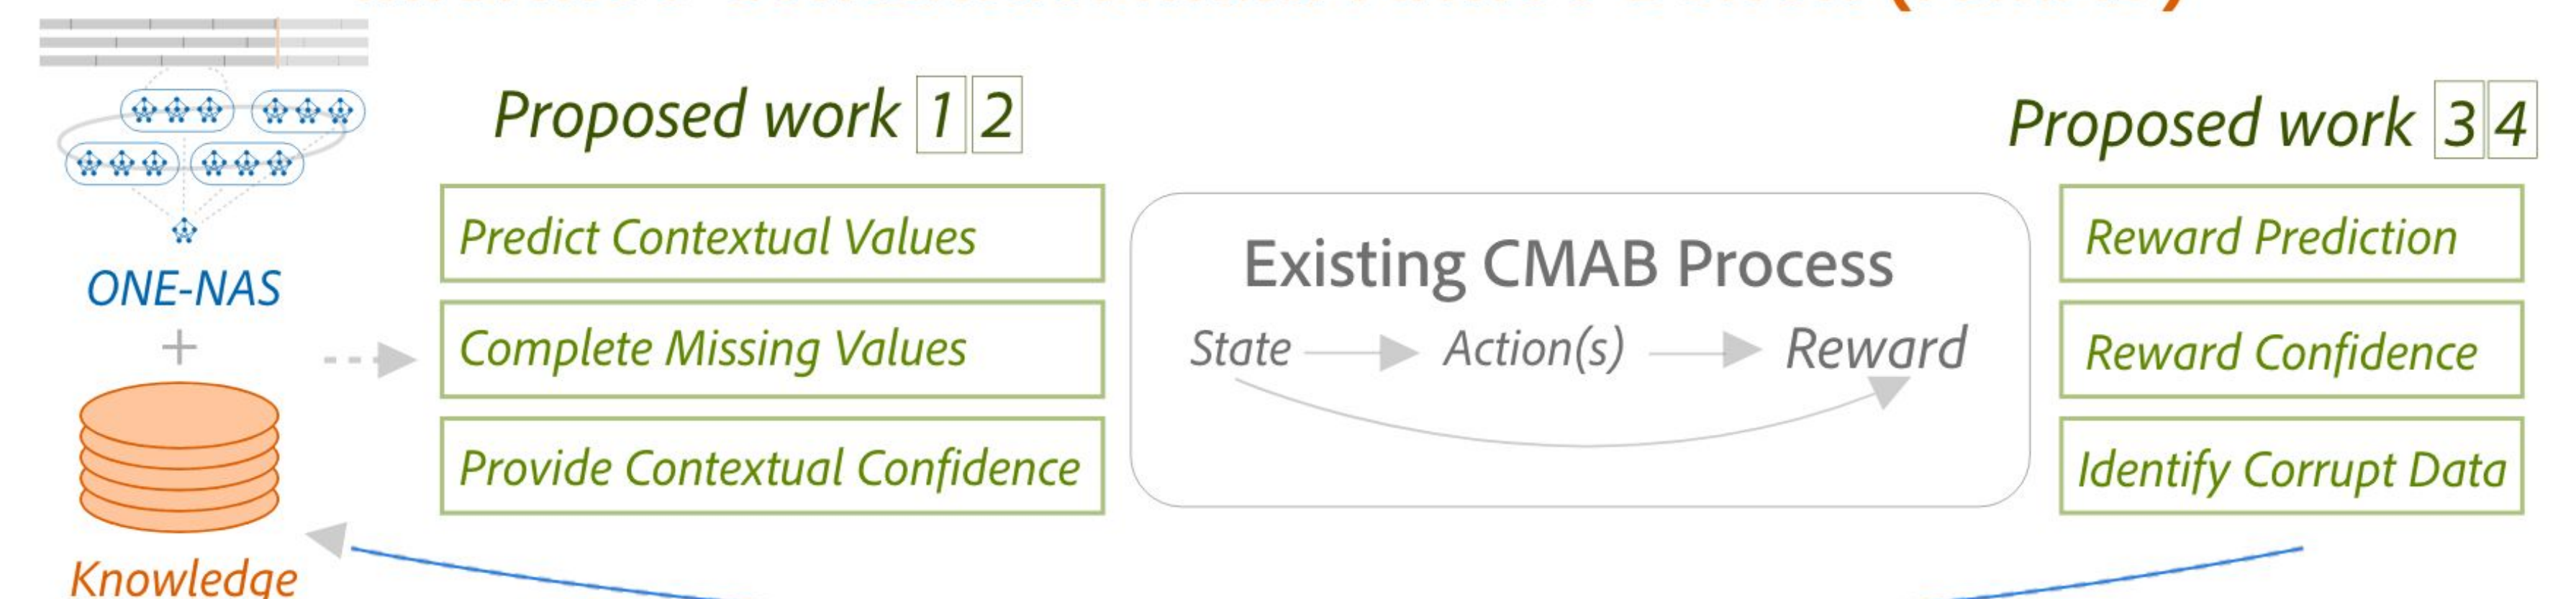 Proposed work 1 2
Proposed work 3 4
ONE-NAS
+
Knowledge
Predict Contextual Values
Complete Missing Values
Provide Contextual Confidence
Existing CMAB Process
State Action(s) Reward
Reward Prediction
Reward Confidence
Identify Corrupt Data